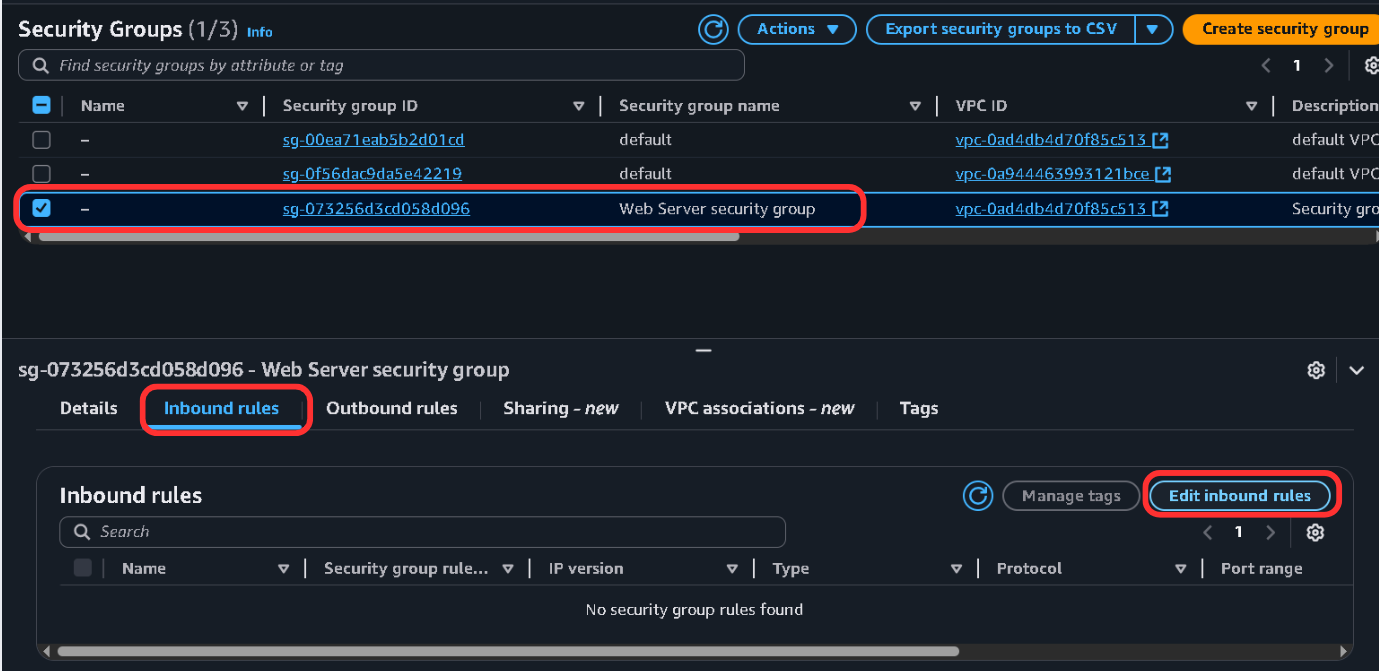 Security Groups (1/3) Info Actions Export security groups to CSV Create security group
Find security groups by attribute or tag 1
Name Security group ID Security group name VPC ID Description
– sg-00ea71eab5b2d01cd default vpc-0ad4db4d70f85c513 default VPC
– sg-0f56dac9da5e42219 default vpc-0a944463993121bce default VPC
– sg-073256d3cd058d096 Web Server security group vpc-0ad4db4d70f85c513 Security gro
sg-073256d3cd058d096 - Web Server security group
Details Inbound rules Outbound rules Sharing - new VPC associations - new Tags
Inbound rules Manage tags Edit inbound rules
Search 1
Name Security group rule... IP version Type Protocol Port range
No security group rules found